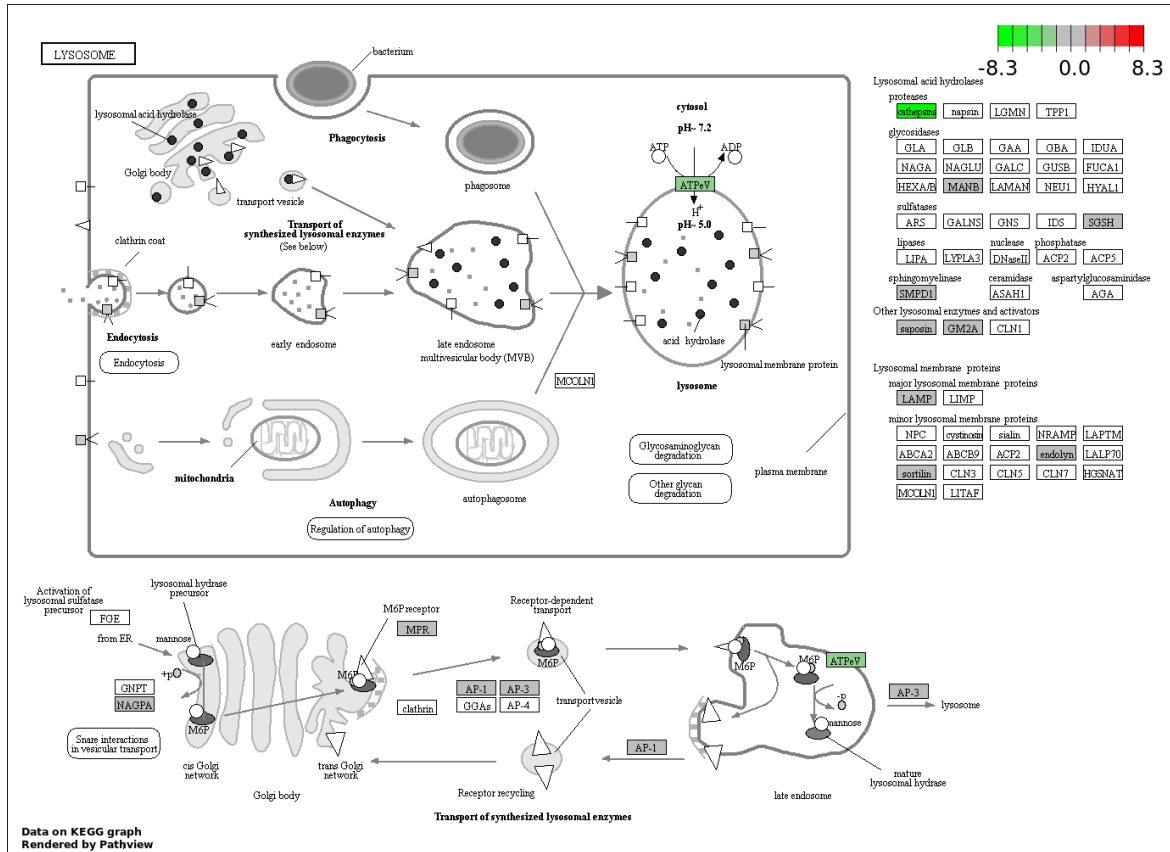 LYSOSOME
bacterium
-8.3 0.0 8.3
lysosomal acid hydrolase
Golgi body
Phagocytosis
phagosome
transport vesicle
Transport of
synthesized lysosomal enzymes
(See below)
clathrin coat
Endocytosis
Endocytosis
early endosome
late endosome
multivesicular body (MVB)
MCOLN1
cytosol
pH~ 7.2
ATP ADP
ATPeV
H+
pH~ 5.0
acid hydrolase
lysosomal membrane protein
lysosome
mitochondria
Autophagy
Regulation of autophagy
autophagosome
Glycosaminoglycan
degradation
Other glycan
degradation
plasma membrane
Lysosomal acid hydrolases
proteases
cathepsins napsin LGMN TPP1
glycosidases
GLA GLB GAA GBA IDUA
NAGA NAGLU GALC GUSB FUCA1
HEXA/B MANB LAMAN NEU1 HYAL1
sulfatases
ARS GALNS GNS IDS SGSH
lipases nuclease phosphatase
LIPA LYPLA3 DNaseII ACP2 ACP5
sphingomyelinase ceramidase aspartylglucosaminidase
SMPD1 ASAH1 AGA
Other lysosomal enzymes and activators
saposin GM2A CLN1
Lysosomal membrane proteins
major lysosomal membrane proteins
LAMP LIMP
minor lysosomal membrane proteins
NPC cystinosin sialin NRAMP LAPTM
ABCA2 ABCB9 ACP2 endolyn LALP70
sortilin CLN3 CLN5 CLN7 HGSNAT
MCOLN1 LITAF
Activation of
lysosomal sulfatase
precursor
FGE
from ER
lysosomal hydrase
precursor
mannose
+p
GNPT
NAGPA
M6P
Snare interactions
in vesicular transport
cis Golgi
network
Golgi body
trans Golgi
network
M6P
M6P receptor
MPR
clathrin
AP-1 AP-3
GGAs AP-4
Receptor-dependent
transport
M6P
transport vesicle
Receptor recycling
AP-1
M6P
M6P
ATPeV
-p
mannose
AP-3
lysosome
mature
lysosomal hydrase
late endosome
Transport of synthesized lysosomal enzymes
Data on KEGG graph
Rendered by Pathview